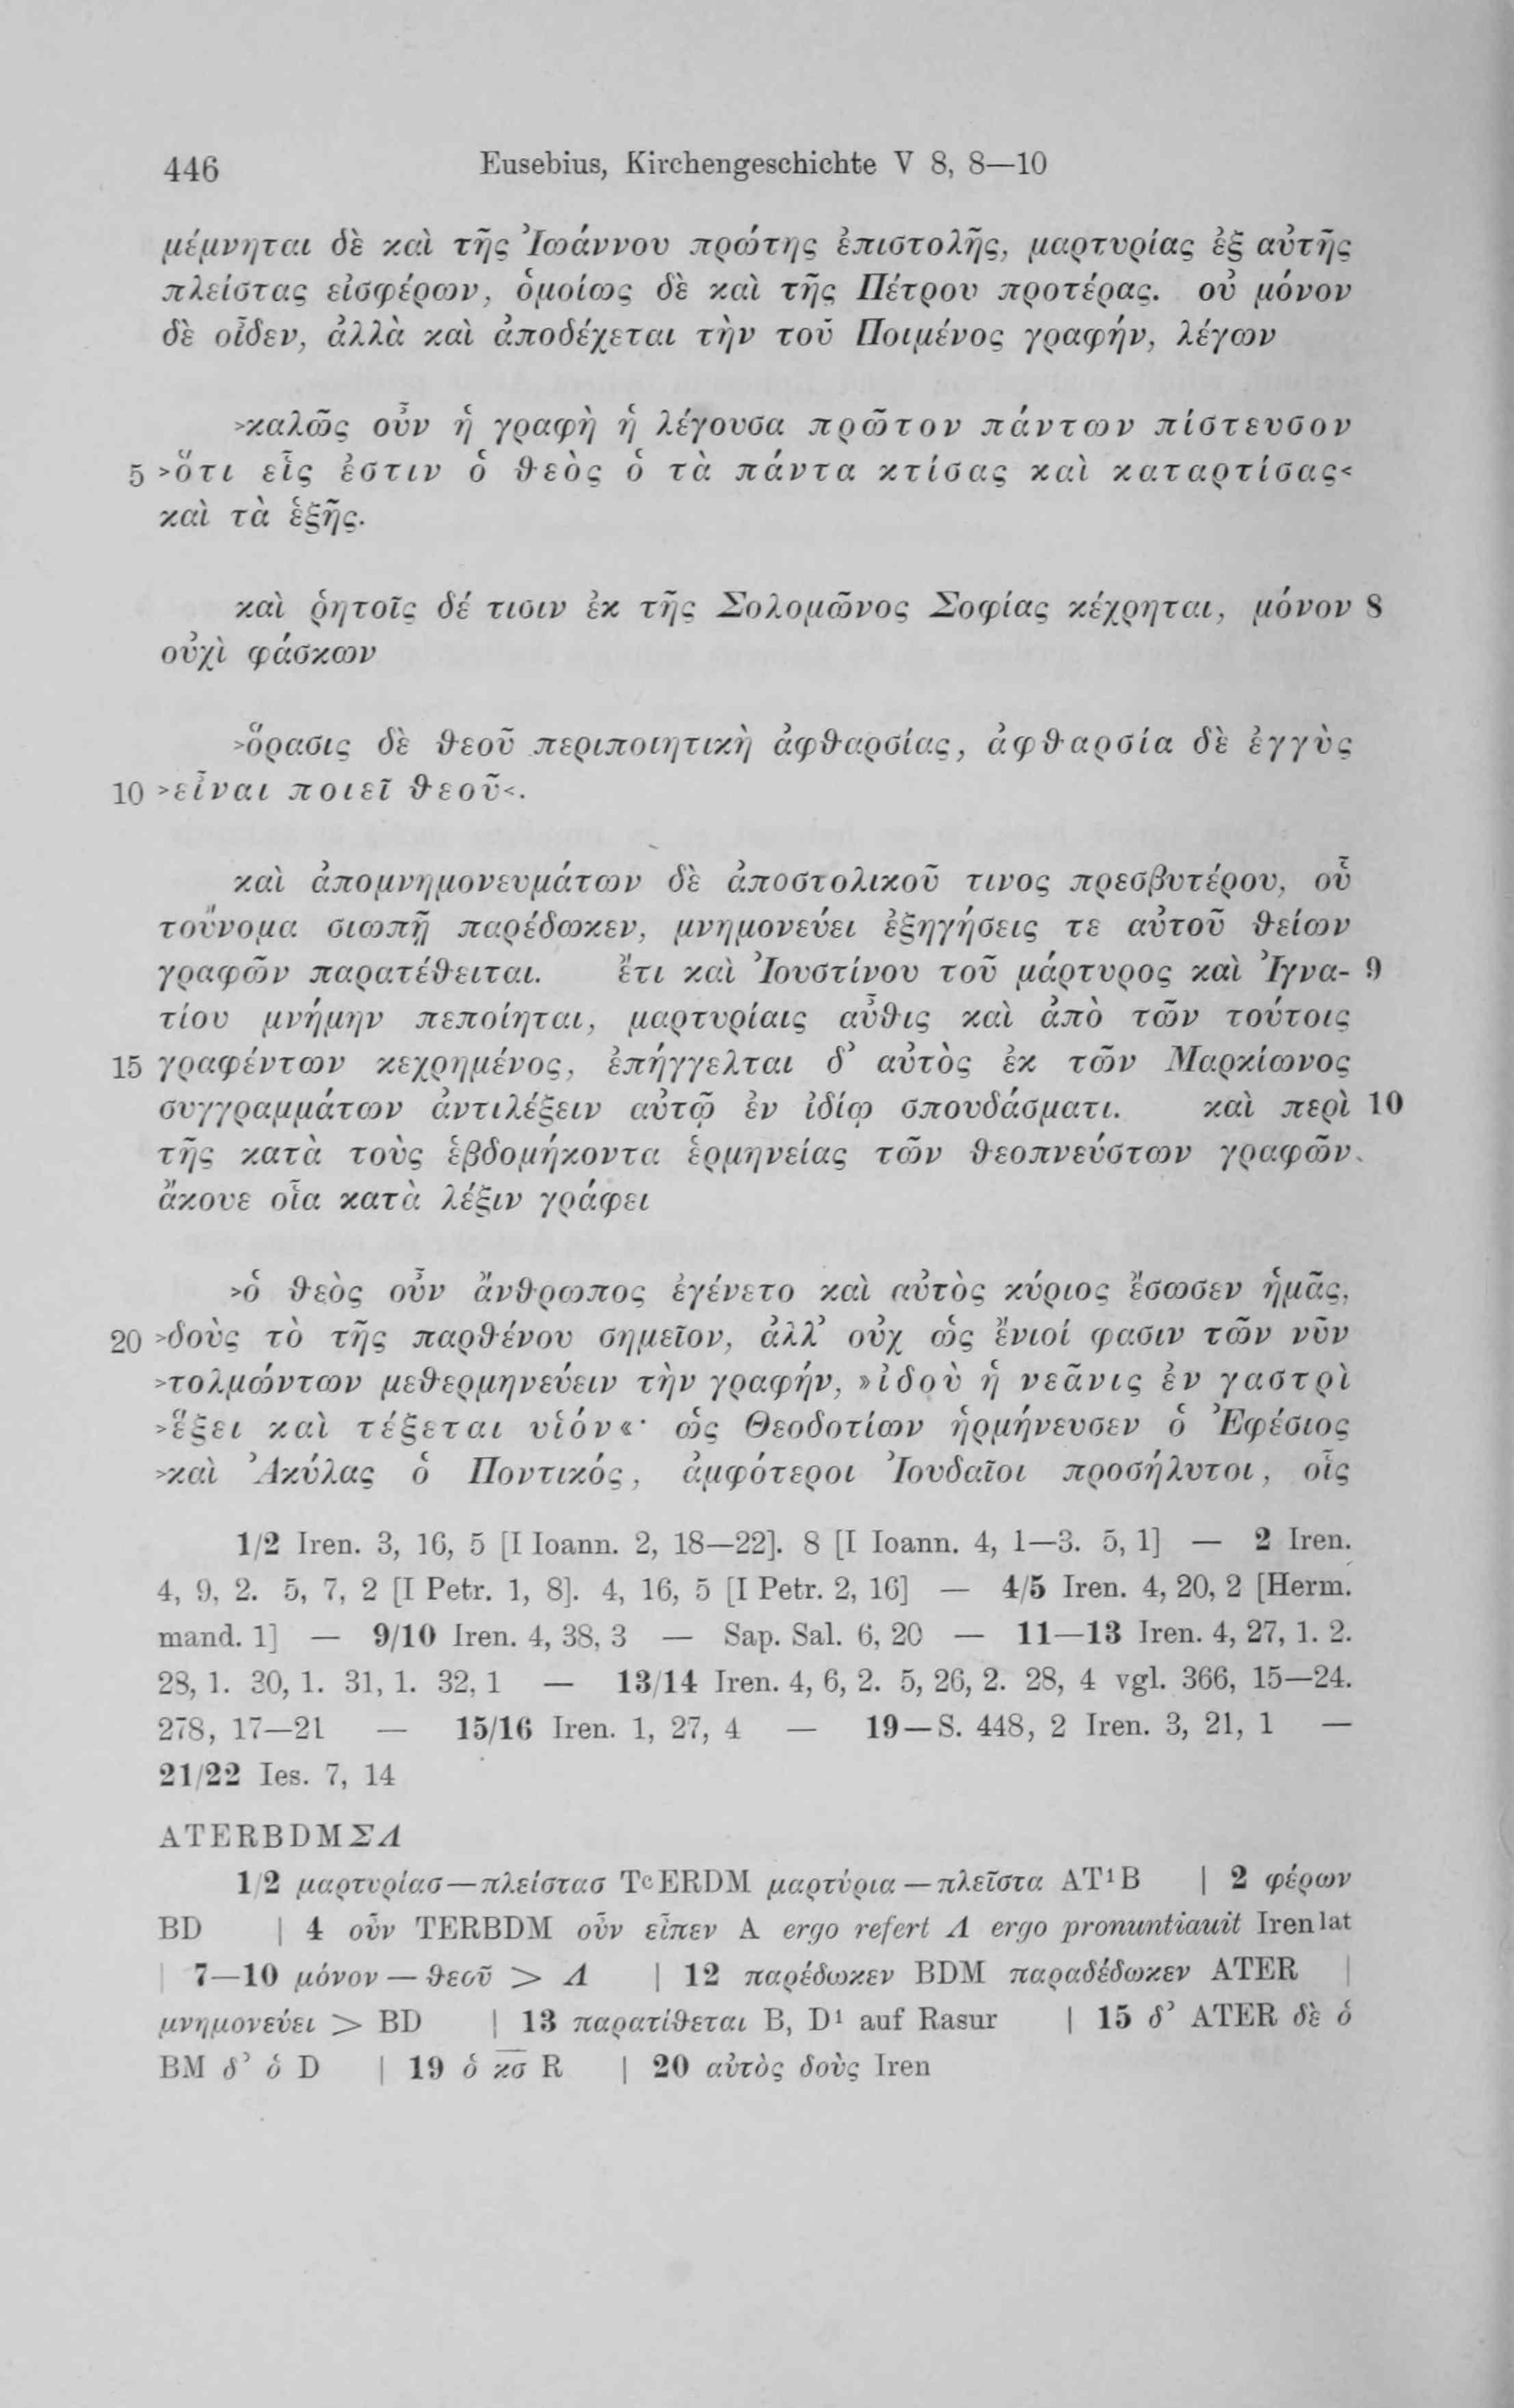 446 Eusebius, Kirchengeschichte V 8, 8—10
μέμνηται δὲ καὶ τῆς Ἰωάννου πρώτης ἐπιστολῆς, μαρτυρίας ἐξ αὐτῆς
πλείστας εἰσφέρων, ὁμοίως δὲ καὶ τῆς Πέτρου προτέρας. οὐ μόνον
δὲ οἶδεν, ἀλλὰ καὶ ἀποδέχεται τὴν τοῦ Ποιμένος γραφήν, λέγων
›καλῶς οὖν ἡ γραφὴ ἡ λέγουσα πρῶτον πάντων πίστευσον
5 ›ὅτι εἷς ἐστιν ὁ θεὸς ὁ τὰ πάντα κτίσας καὶ καταρτίσας‹
καὶ τὰ ἑξῆς.
καὶ ῥητοῖς δέ τισιν ἐκ τῆς Σολομῶνος Σοφίας κέχρηται, μόνον 8
οὐχὶ φάσκων
›ὅρασις δὲ θεοῦ περιποιητικὴ ἀφθαρσίας, ἀφθαρσία δὲ ἐγγὺς
10 ›εἶναι ποιεῖ θεοῦ‹.
καὶ ἀπομνημονευμάτων δὲ ἀποστολικοῦ τινος πρεσβυτέρου, οὗ
τοὔνομα σιωπῇ παρέδωκεν, μνημονεύει ἐξηγήσεις τε αὐτοῦ θείων
γραφῶν παρατέθειται. ἔτι καὶ Ἰουστίνου τοῦ μάρτυρος καὶ Ἰγνα- 9
τίου μνήμην πεποίηται, μαρτυρίαις αὖθις καὶ ἀπὸ τῶν τούτοις
15 γραφέντων κεχρημένος, ἐπήγγελται δ’ αὐτὸς ἐκ τῶν Μαρκίωνος
συγγραμμάτων ἀντιλέξειν αὐτῷ ἐν ἰδίῳ σπουδάσματι. καὶ περὶ 10
τῆς κατὰ τοὺς ἑβδομήκοντα ἑρμηνείας τῶν θεοπνεύστων γραφῶν
ἄκουε οἷα κατὰ λέξιν γράφει
›ὁ θεὸς οὖν ἄνθρωπος ἐγένετο καὶ αὐτὸς κύριος ἔσωσεν ἡμᾶς,
20 ›δοὺς τὸ τῆς παρθένου σημεῖον, ἀλλ’ οὐχ ὡς ἔνιοί φασιν τῶν νῦν
›τολμώντων μεθερμηνεύειν τὴν γραφήν, »ἰδοὺ ἡ νεᾶνις ἐν γαστρὶ
›ἕξει καὶ τέξεται υἱόν«· ὡς Θεοδοτίων ἡρμήνευσεν ὁ Ἐφέσιος
›καὶ Ἀκύλας ὁ Ποντικός, ἀμφότεροι Ἰουδαῖοι προσήλυτοι, οἷς
1/2 Iren. 3, 16, 5 [I Ioann. 2, 18—22]. 8 [I Ioann. 4, 1—3. 5, 1] — 2 Iren.
4, 9, 2. 5, 7, 2 [I Petr. 1, 8]. 4, 16, 5 [I Petr. 2, 16] — 4/5 Iren. 4, 20, 2 [Herm.
mand. 1] — 9/10 Iren. 4, 38, 3 — Sap. Sal. 6, 20 — 11—13 Iren. 4, 27, 1. 2.
28, 1. 30, 1. 31, 1. 32, 1 — 13/14 Iren. 4, 6, 2. 5, 26, 2. 28, 4 vgl. 366, 15—24.
278, 17—21 — 15/16 Iren. 1, 27, 4 — 19—S. 448, 2 Iren. 3, 21, 1 —
21/22 Ies. 7, 14
ATERBDMΣΛ
1/2 μαρτυρίασ—πλείστασ TᶜERDM μαρτύρια—πλεῖστα AT¹B | 2 φέρων
BD | 4 οὖν TERBDM οὖν εἶπεν A ergo refert Λ ergo pronuntiauit Irenlat
| 7—10 μόνον — θεοῦ > Λ | 12 παρέδωκεν BDM παραδέδωκεν ATER |
μνημονεύει > BD | 13 παρατίθεται B, D¹ auf Rasur | 15 δ’ ATER δὲ ὁ
BM δ’ ὁ D | 19 ὁ κ̅σ̅ R | 20 αὐτὸς δοὺς Iren